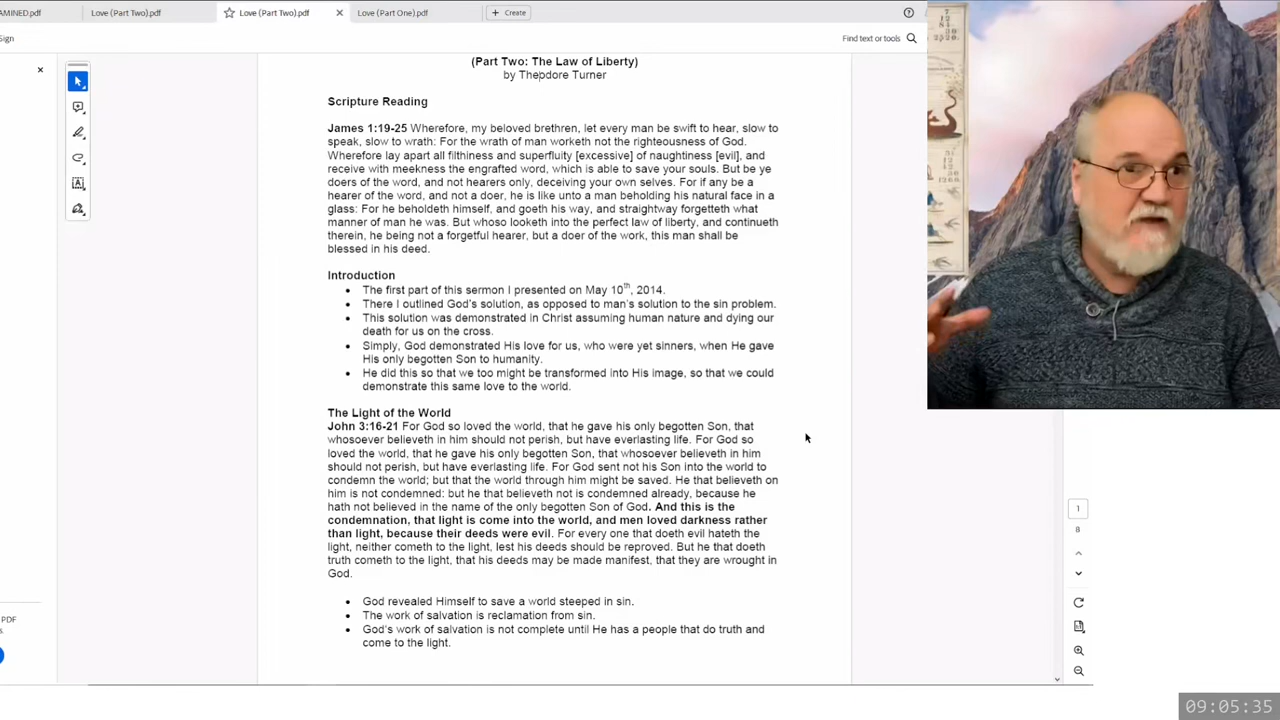 AMINED.pdf
Love (Part Two).pdf
Love (Part Two).pdf
Love (Part One).pdf
Create
Sign
Find text or tools
(Part Two: The Law of Liberty)
by Thepdore Turner
Scripture Reading
James 1:19-25 Wherefore, my beloved brethren, let every man be swift to hear, slow to
speak, slow to wrath: For the wrath of man worketh not the righteousness of God.
Wherefore lay apart all filthiness and superfluity [excessive] of naughtiness [evil], and
receive with meekness the engrafted word, which is able to save your souls. But be ye
doers of the word, and not hearers only, deceiving your own selves. For if any be a
hearer of the word, and not a doer, he is like unto a man beholding his natural face in a
glass: For he beholdeth himself, and goeth his way, and straightway forgetteth what
manner of man he was. But whoso looketh into the perfect law of liberty, and continueth
therein, he being not a forgetful hearer, but a doer of the work, this man shall be
blessed in his deed.
Introduction
• The first part of this sermon I presented on May 10th, 2014.
• There I outlined God's solution, as opposed to man's solution to the sin problem.
• This solution was demonstrated in Christ assuming human nature and dying our
death for us on the cross.
• Simply, God demonstrated His love for us, who were yet sinners, when He gave
His only begotten Son to humanity.
• He did this so that we too might be transformed into His image, so that we could
demonstrate this same love to the world.
The Light of the World
John 3:16-21 For God so loved the world, that he gave his only begotten Son, that
whosoever believeth in him should not perish, but have everlasting life. For God so
loved the world, that he gave his only begotten Son, that whosoever believeth in him
should not perish, but have everlasting life. For God sent not his Son into the world to
condemn the world; but that the world through him might be saved. He that believeth on
him is not condemned: but he that believeth not is condemned already, because he
hath not believed in the name of the only begotten Son of God. And this is the
condemnation, that light is come into the world, and men loved darkness rather
than light, because their deeds were evil. For every one that doeth evil hateth the
light, neither cometh to the light, lest his deeds should be reproved. But he that doeth
truth cometh to the light, that his deeds may be made manifest, that they are wrought in
God.
• God revealed Himself to save a world steeped in sin.
• The work of salvation is reclamation from sin.
• God's work of salvation is not complete until He has a people that do truth and
come to the light.
1
8
PDF
09:05:35